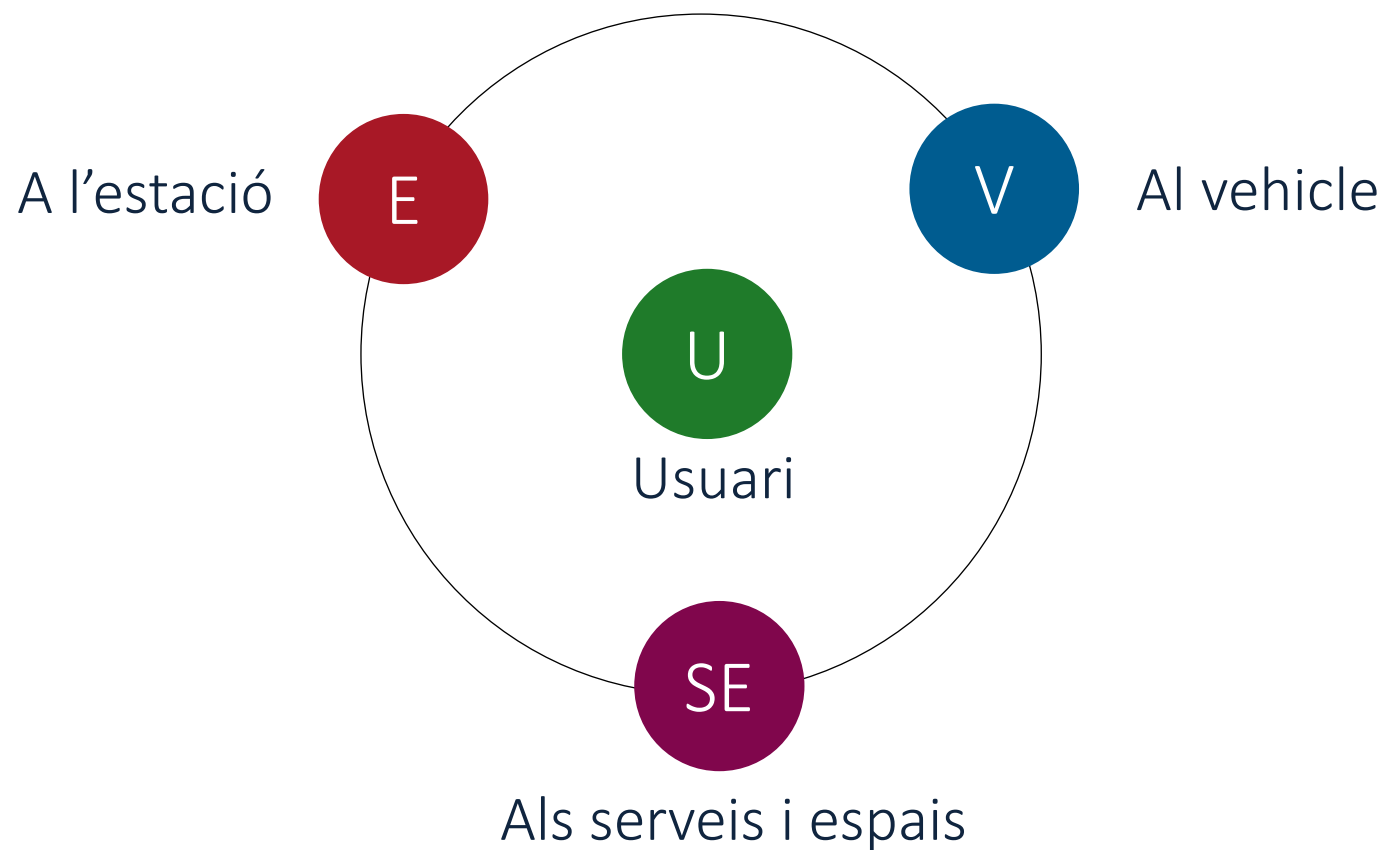 A l’estació
E
V
Al vehicle
U
Usuari
SE
Als serveis i espais